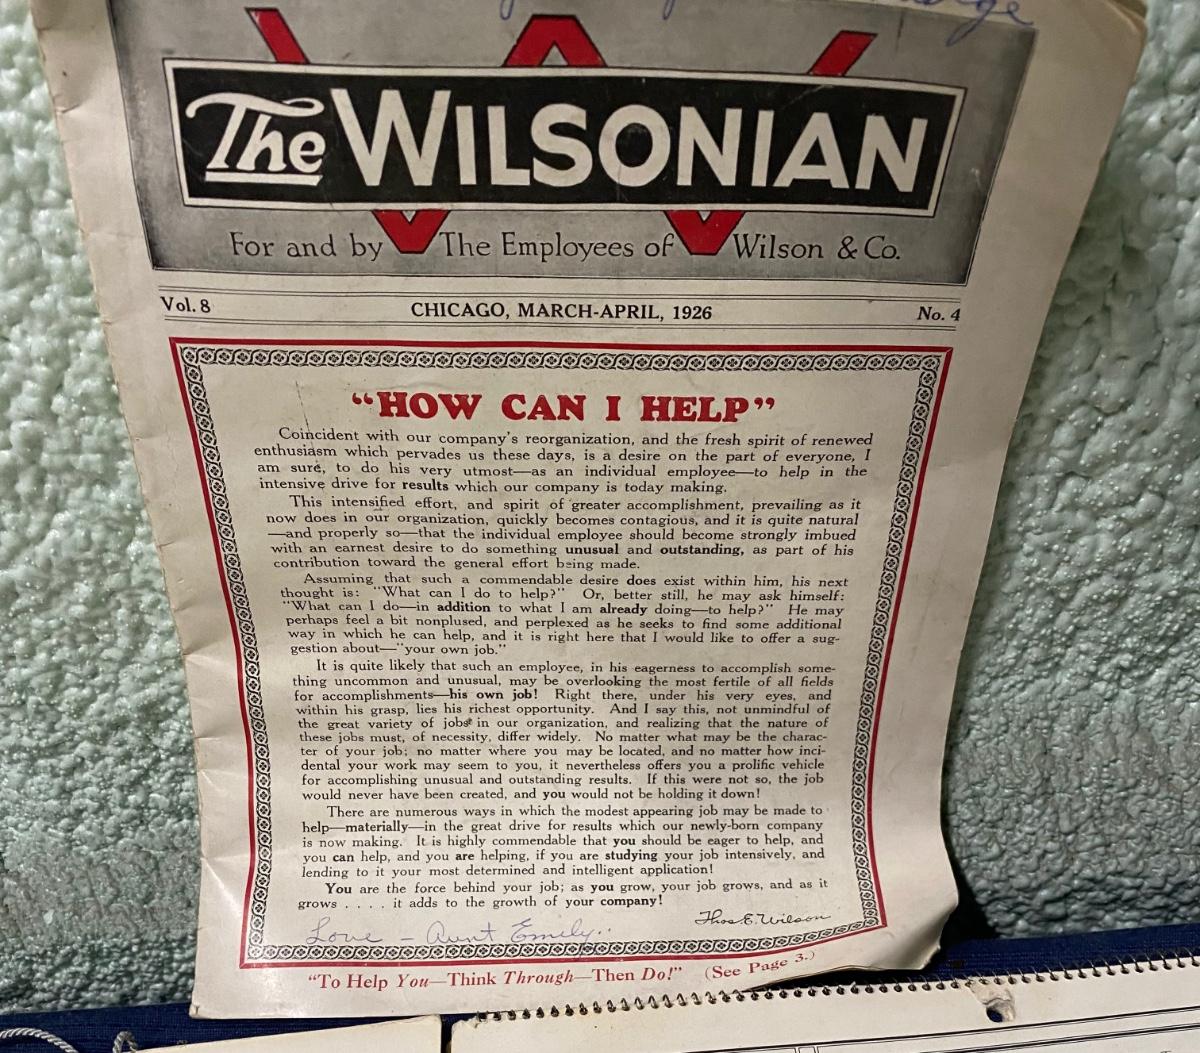 The WILSONIAN
For and by The Employees of Wilson & Co.
Vol. 8 CHICAGO, MARCH-APRIL, 1926 No. 4
“HOW CAN I HELP”
Coincident with our company's reorganization, and the fresh spirit of renewed
enthusiasm which pervades us these days, is a desire on the part of everyone, I
am sure, to do his very utmost—as an individual employee—to help in the
intensive drive for results which our company is today making.
This intensified effort, and spirit of greater accomplishment, prevailing as it
now does in our organization, quickly becomes contagious, and it is quite natural
—and properly so—that the individual employee should become strongly imbued
with an earnest desire to do something unusual and outstanding, as part of his
contribution toward the general effort being made.
Assuming that such a commendable desire does exist within him, his next
thought is: "What can I do to help?" Or, better still, he may ask himself:
"What can I do—in addition to what I am already doing—to help?" He may
perhaps feel a bit nonplused, and perplexed as he seeks to find some additional
way in which he can help, and it is right here that I would like to offer a sug-
gestion about—"your own job."
It is quite likely that such an employee, in his eagerness to accomplish some-
thing uncommon and unusual, may be overlooking the most fertile of all fields
for accomplishments—his own job! Right there, under his very eyes, and
within his grasp, lies his richest opportunity. And I say this, not unmindful of
the great variety of jobs in our organization, and realizing that the nature of
these jobs must, of necessity, differ widely. No matter what may be the charac-
ter of your job; no matter where you may be located, and no matter how inci-
dental your work may seem to you, it nevertheless offers you a prolific vehicle
for accomplishing unusual and outstanding results. If this were not so, the job
would never have been created, and you would not be holding it down!
There are numerous ways in which the modest appearing job may be made to
help—materially—in the great drive for results which our newly-born company
is now making. It is highly commendable that you should be eager to help, and
you can help, and you are helping, if you are studying your job intensively, and
lending to it your most determined and intelligent application!
You are the force behind your job; as you grow, your job grows, and as it
grows . . . . it adds to the growth of your company!
Thos. E. Wilson
Love - Aunt Emily..
"To Help You—Think Through—Then Do!" (See Page 3.)